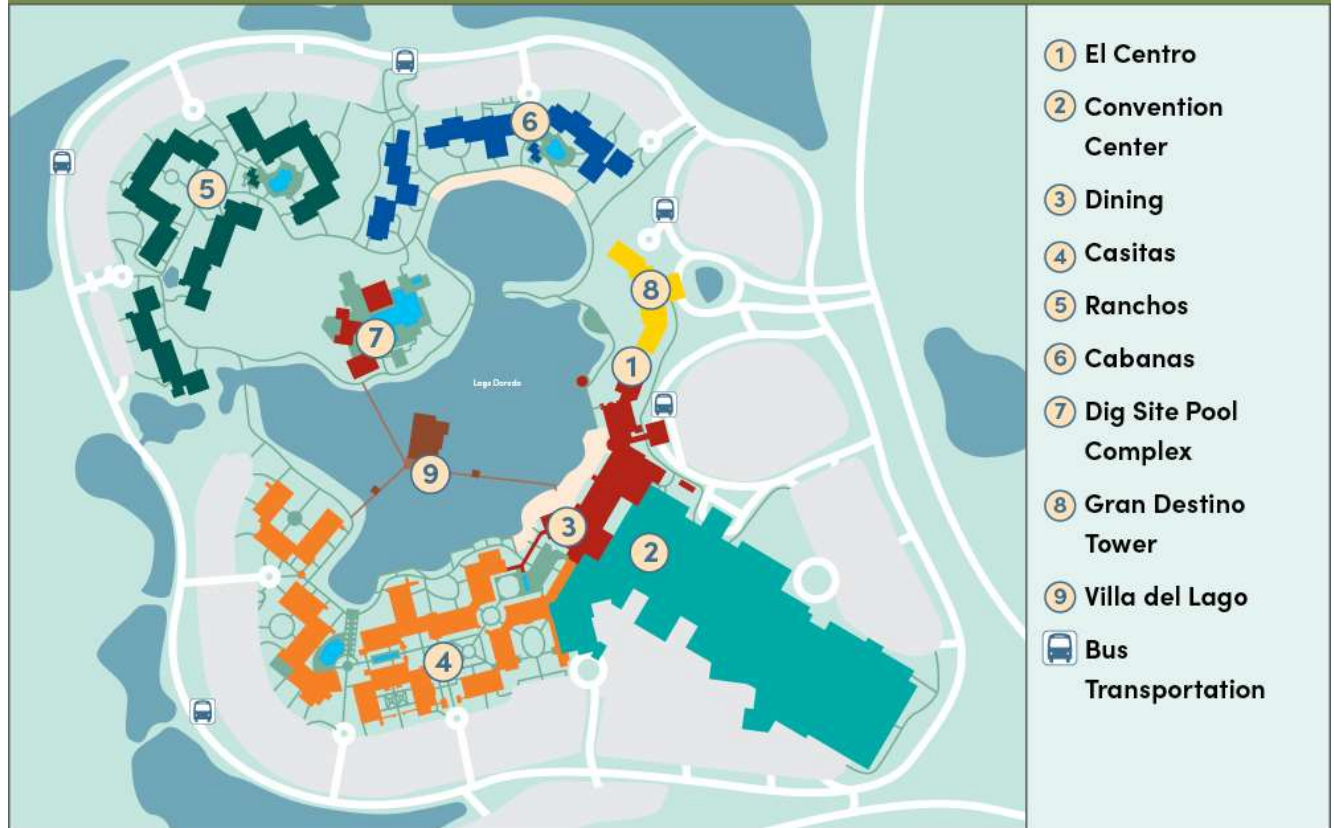 6
5
8
7
1
Lago Dorado
9
3
2
4
1 El Centro
2 Convention
Center
3 Dining
4 Casitas
5 Ranchos
6 Cabanas
7 Dig Site Pool
Complex
8 Gran Destino
Tower
9 Villa del Lago
Bus
Transportation